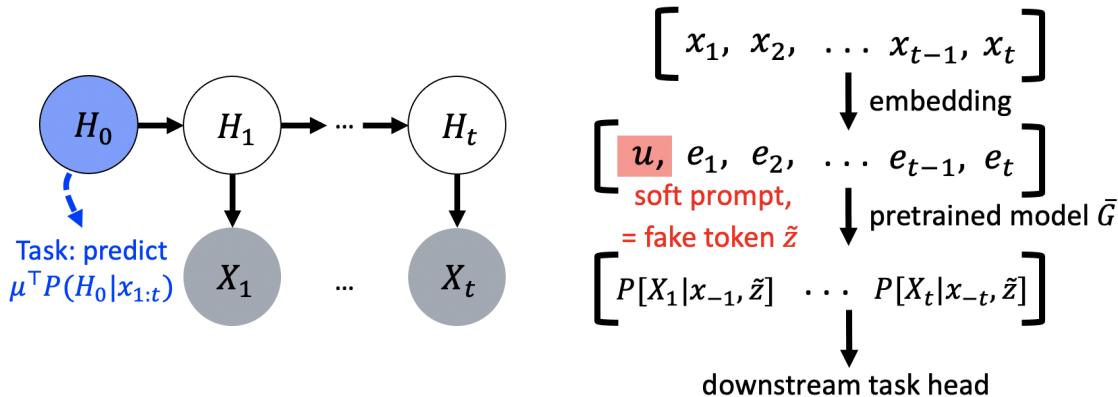 H₀ H₁ ... Hₜ
Task: predict
μ^⊤P(H₀|x₁:ₜ)
X₁ ... Xₜ
[ x₁, x₂, ... xₜ₋₁, xₜ ]
embedding
[ u, e₁, e₂, ... eₜ₋₁, eₜ ]
soft prompt,
= fake token z̃
pretrained model Ḡ
[ P[X₁|x₋₁, z̃] ... P[Xₜ|x₋ₜ, z̃] ]
downstream task head